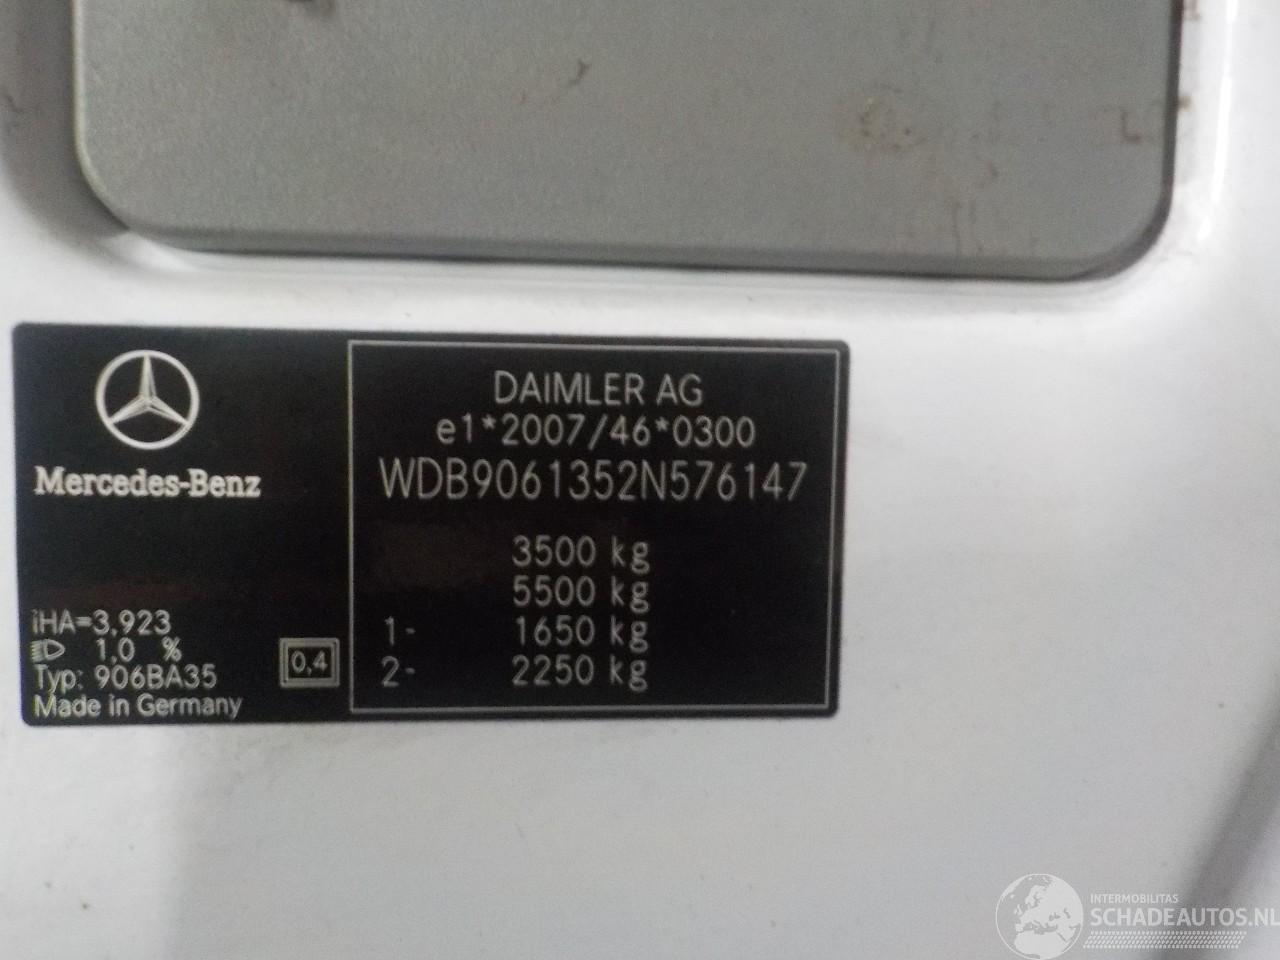 Mercedes-Benz
iHA=3,923
1,0 %
Typ: 906BA35
Made in Germany
0,4
DAIMLER AG
e1*2007/46*0300
WDB9061352N576147
3500 kg
5500 kg
1- 1650 kg
2- 2250 kg
INTERMOBILITAS
SCHADEAUTOS.NL